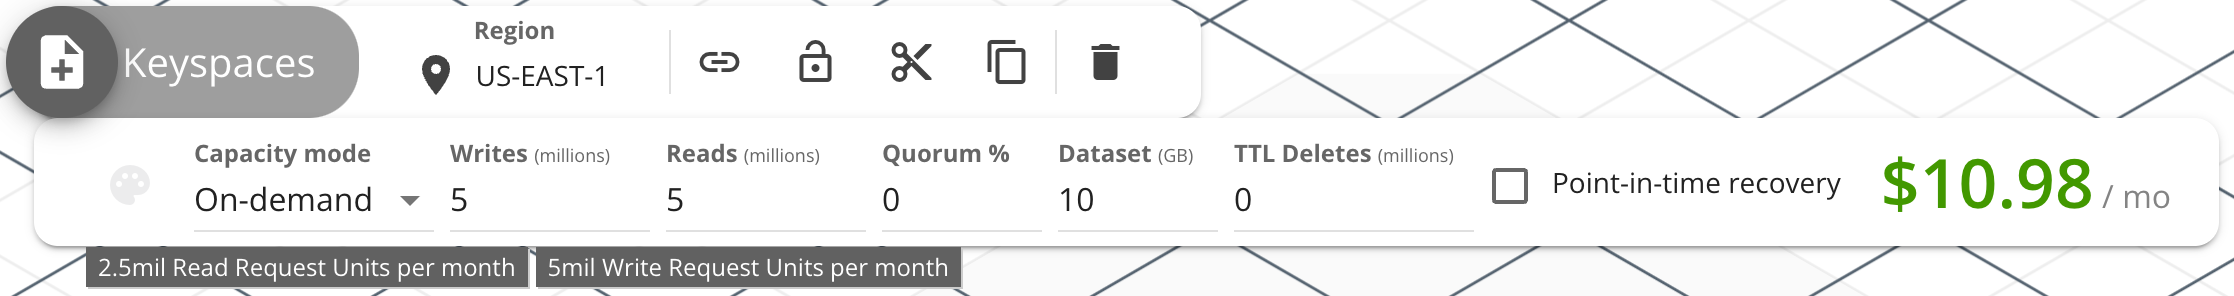 Keyspaces
Region
US-EAST-1
Capacity mode
On-demand
Writes (millions)
5
Reads (millions)
5
Quorum %
0
Dataset (GB)
10
TTL Deletes (millions)
0
Point-in-time recovery
$10.98 / mo
2.5mil Read Request Units per month
5mil Write Request Units per month